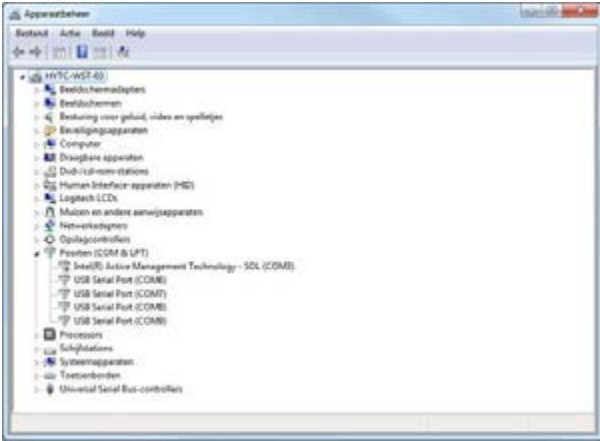 Apparaatbeheer
Bestand Actie Beeld Help
HYTC-WST-03
Beeldschermadapters
Beeldschermen
Besturing voor geluid, video en spelletjes
Beveiligingsapparaten
Computer
Draagbare apparaten
Dvd-/cd-rom-stations
Human Interface-apparaten (HID)
Logitech LCDs
Muizen en andere aanwijsapparaten
Netwerkadapters
Opslagcontrollers
Poorten (COM & LPT)
Intel(R) Active Management Technology - SOL (COM3)
USB Serial Port (COM6)
USB Serial Port (COM7)
USB Serial Port (COM8)
USB Serial Port (COM9)
Processors
Schijfstations
Systeemapparaten
Toetsenborden
Universal Serial Bus-controllers